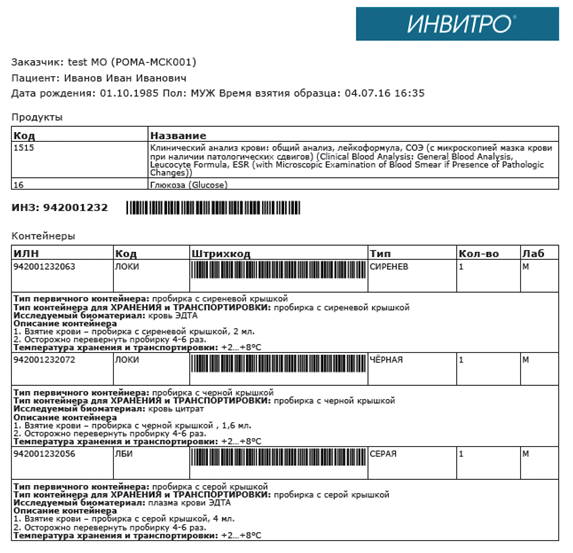 ИНВИТРО®
Заказчик: test МО (РОМА-МСК001)
Пациент: Иванов Иван Иванович
Дата рождения: 01.10.1985 Пол: МУЖ Время взятия образца: 04.07.16 16:35
Продукты
Код Название
1515 Клинический анализ крови: общий анализ, лейкоформула, СОЭ (с микроскопией мазка крови
при наличии патологических сдвигов) (Clinical Blood Analysis: General Blood Analysis,
Leucocyte Formula, ESR (with Microscopic Examination of Blood Smear if Presence of Pathologic
Changes))
16 Глюкоза (Glucose)
ИНЗ: 942001232
Контейнеры
ИЛН Код Штрихкод Тип Кол-во Лаб
942001232063 ЛОКИ СИРЕНЕВ 1 М
Тип первичного контейнера: пробирка с сиреневой крышкой
Тип контейнера для ХРАНЕНИЯ и ТРАНСПОРТИРОВКИ: пробирка с сиреневой крышкой
Исследуемый биоматериал: кровь ЭДТА
Описание контейнера
1. Взятие крови – пробирка с сиреневой крышкой, 2 мл.
2. Осторожно перевернуть пробирку 4-6 раз.
Температура хранения и транспортировки: +2...+8°С
942001232072 ЛОКИ ЧЁРНАЯ 1 М
Тип первичного контейнера: пробирка с черной крышкой
Тип контейнера для ХРАНЕНИЯ и ТРАНСПОРТИРОВКИ: пробирка с черной крышкой
Исследуемый биоматериал: кровь цитрат
Описание контейнера
1. Взятие крови – пробирка с черной крышкой , 1,6 мл.
2. Осторожно перевернуть пробирку 4-6 раз.
Температура хранения и транспортировки: +2...+8°С
942001232056 ЛБИ СЕРАЯ 1 М
Тип первичного контейнера: пробирка с серой крышкой
Тип контейнера для ХРАНЕНИЯ и ТРАНСПОРТИРОВКИ: пробирка с серой крышкой
Исследуемый биоматериал: плазма крови ЭДТА
Описание контейнера
1. Взятие крови – пробирка с серой крышкой, 4 мл.
2. Осторожно перевернуть пробирку 4-6 раз.
Температура хранения и транспортировки: +2...+8°С